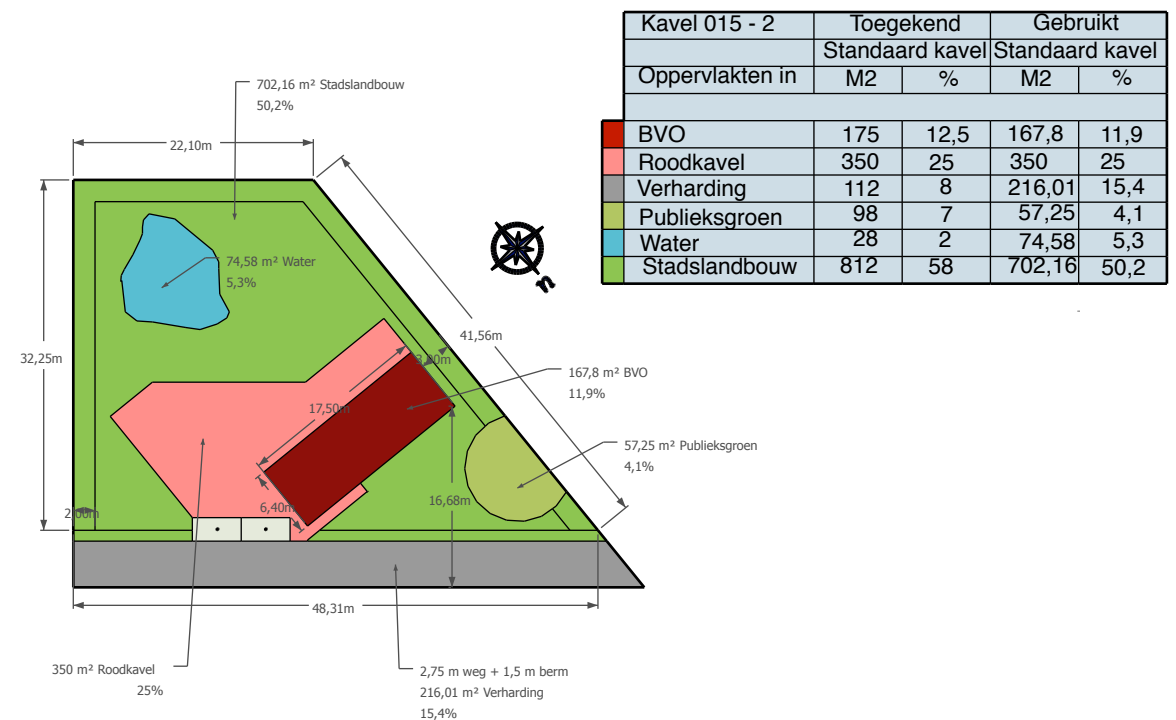 Kavel 015 - 2 Toegekend Gebruikt
Standaard kavel Standaard kavel
Oppervlakten in M2 % M2 %
BVO 175 12,5 167,8 11,9
Roodkavel 350 25 350 25
Verharding 112 8 216,01 15,4
Publieksgroen 98 7 57,25 4,1
Water 28 2 74,58 5,3
Stadslandbouw 812 58 702,16 50,2
702,16 m² Stadslandbouw
50,2%
22,10m
74,58 m² Water
5,3%
n
32,25m
41,56m
3,00m
167,8 m² BVO
11,9%
17,50m
57,25 m² Publieksgroen
4,1%
16,68m
6,40m
2,00m
48,31m
350 m² Roodkavel
25%
2,75 m weg + 1,5 m berm
216,01 m² Verharding
15,4%